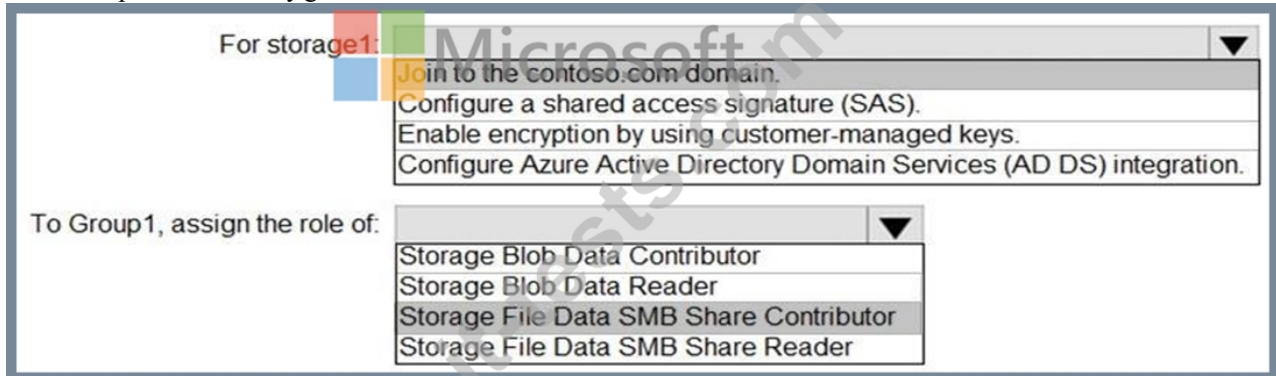 For storage1:
Microsoft
Join to the contoso.com domain.
Configure a shared access signature (SAS).
Enable encryption by using customer-managed keys.
Configure Azure Active Directory Domain Services (AD DS) integration.
To Group1, assign the role of:
Storage Blob Data Contributor
Storage Blob Data Reader
Storage File Data SMB Share Contributor
Storage File Data SMB Share Reader